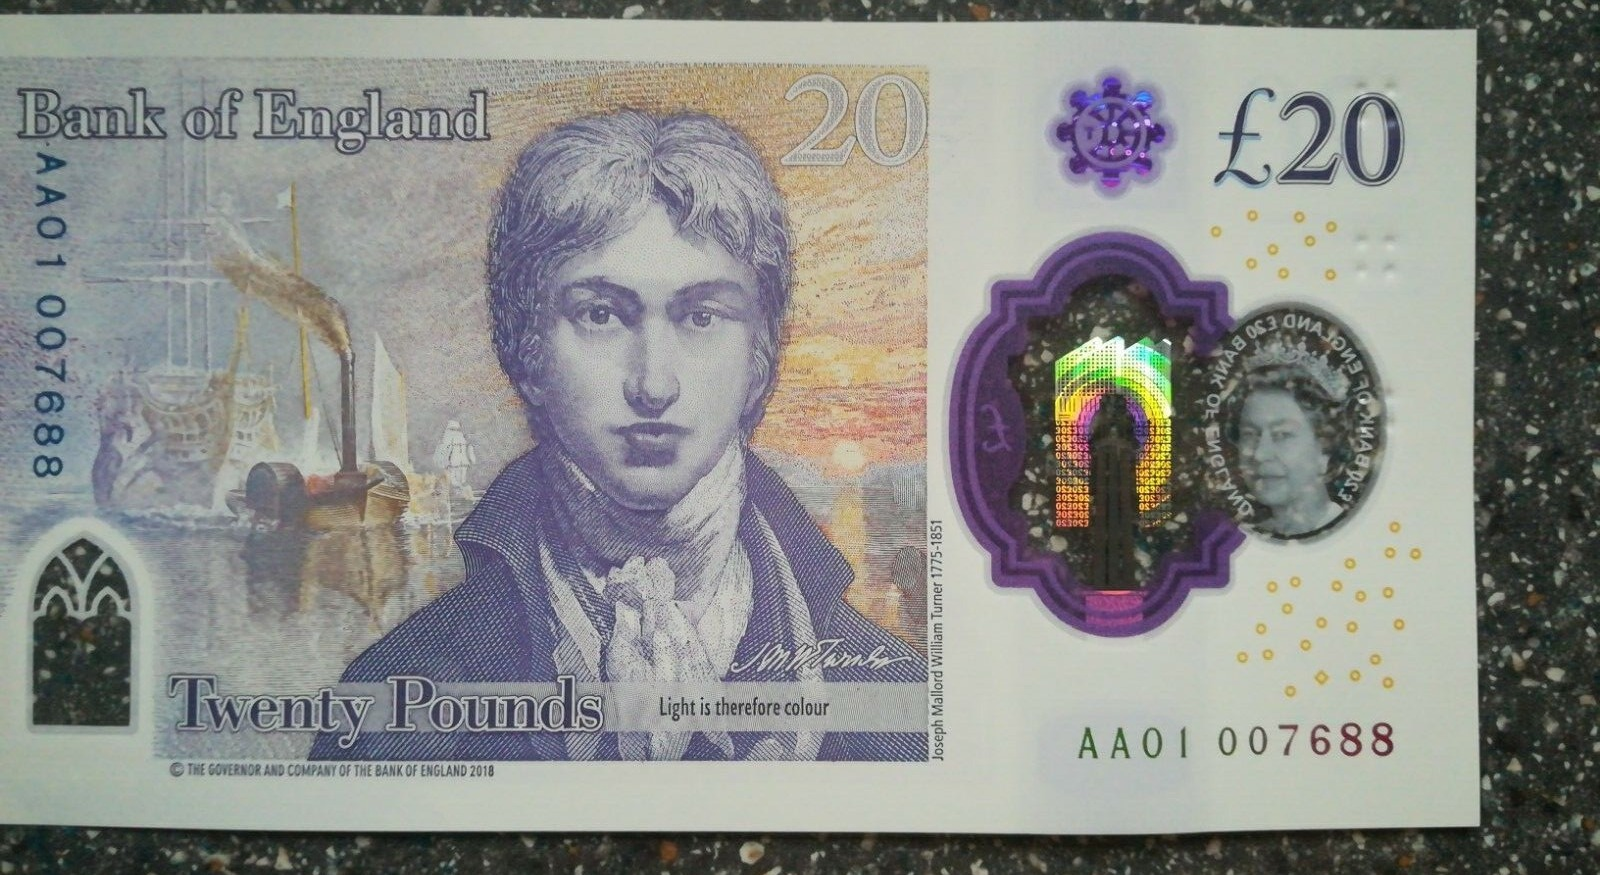 Bank of England
20
£20
AA01 007688
J M W Turner
Joseph Mallord William Turner 1775-1851
£20 BANK OF ENGLAND £20 BANK OF ENGLAND
Twenty Pounds
Light is therefore colour
AA01 007688
© THE GOVERNOR AND COMPANY OF THE BANK OF ENGLAND 2018